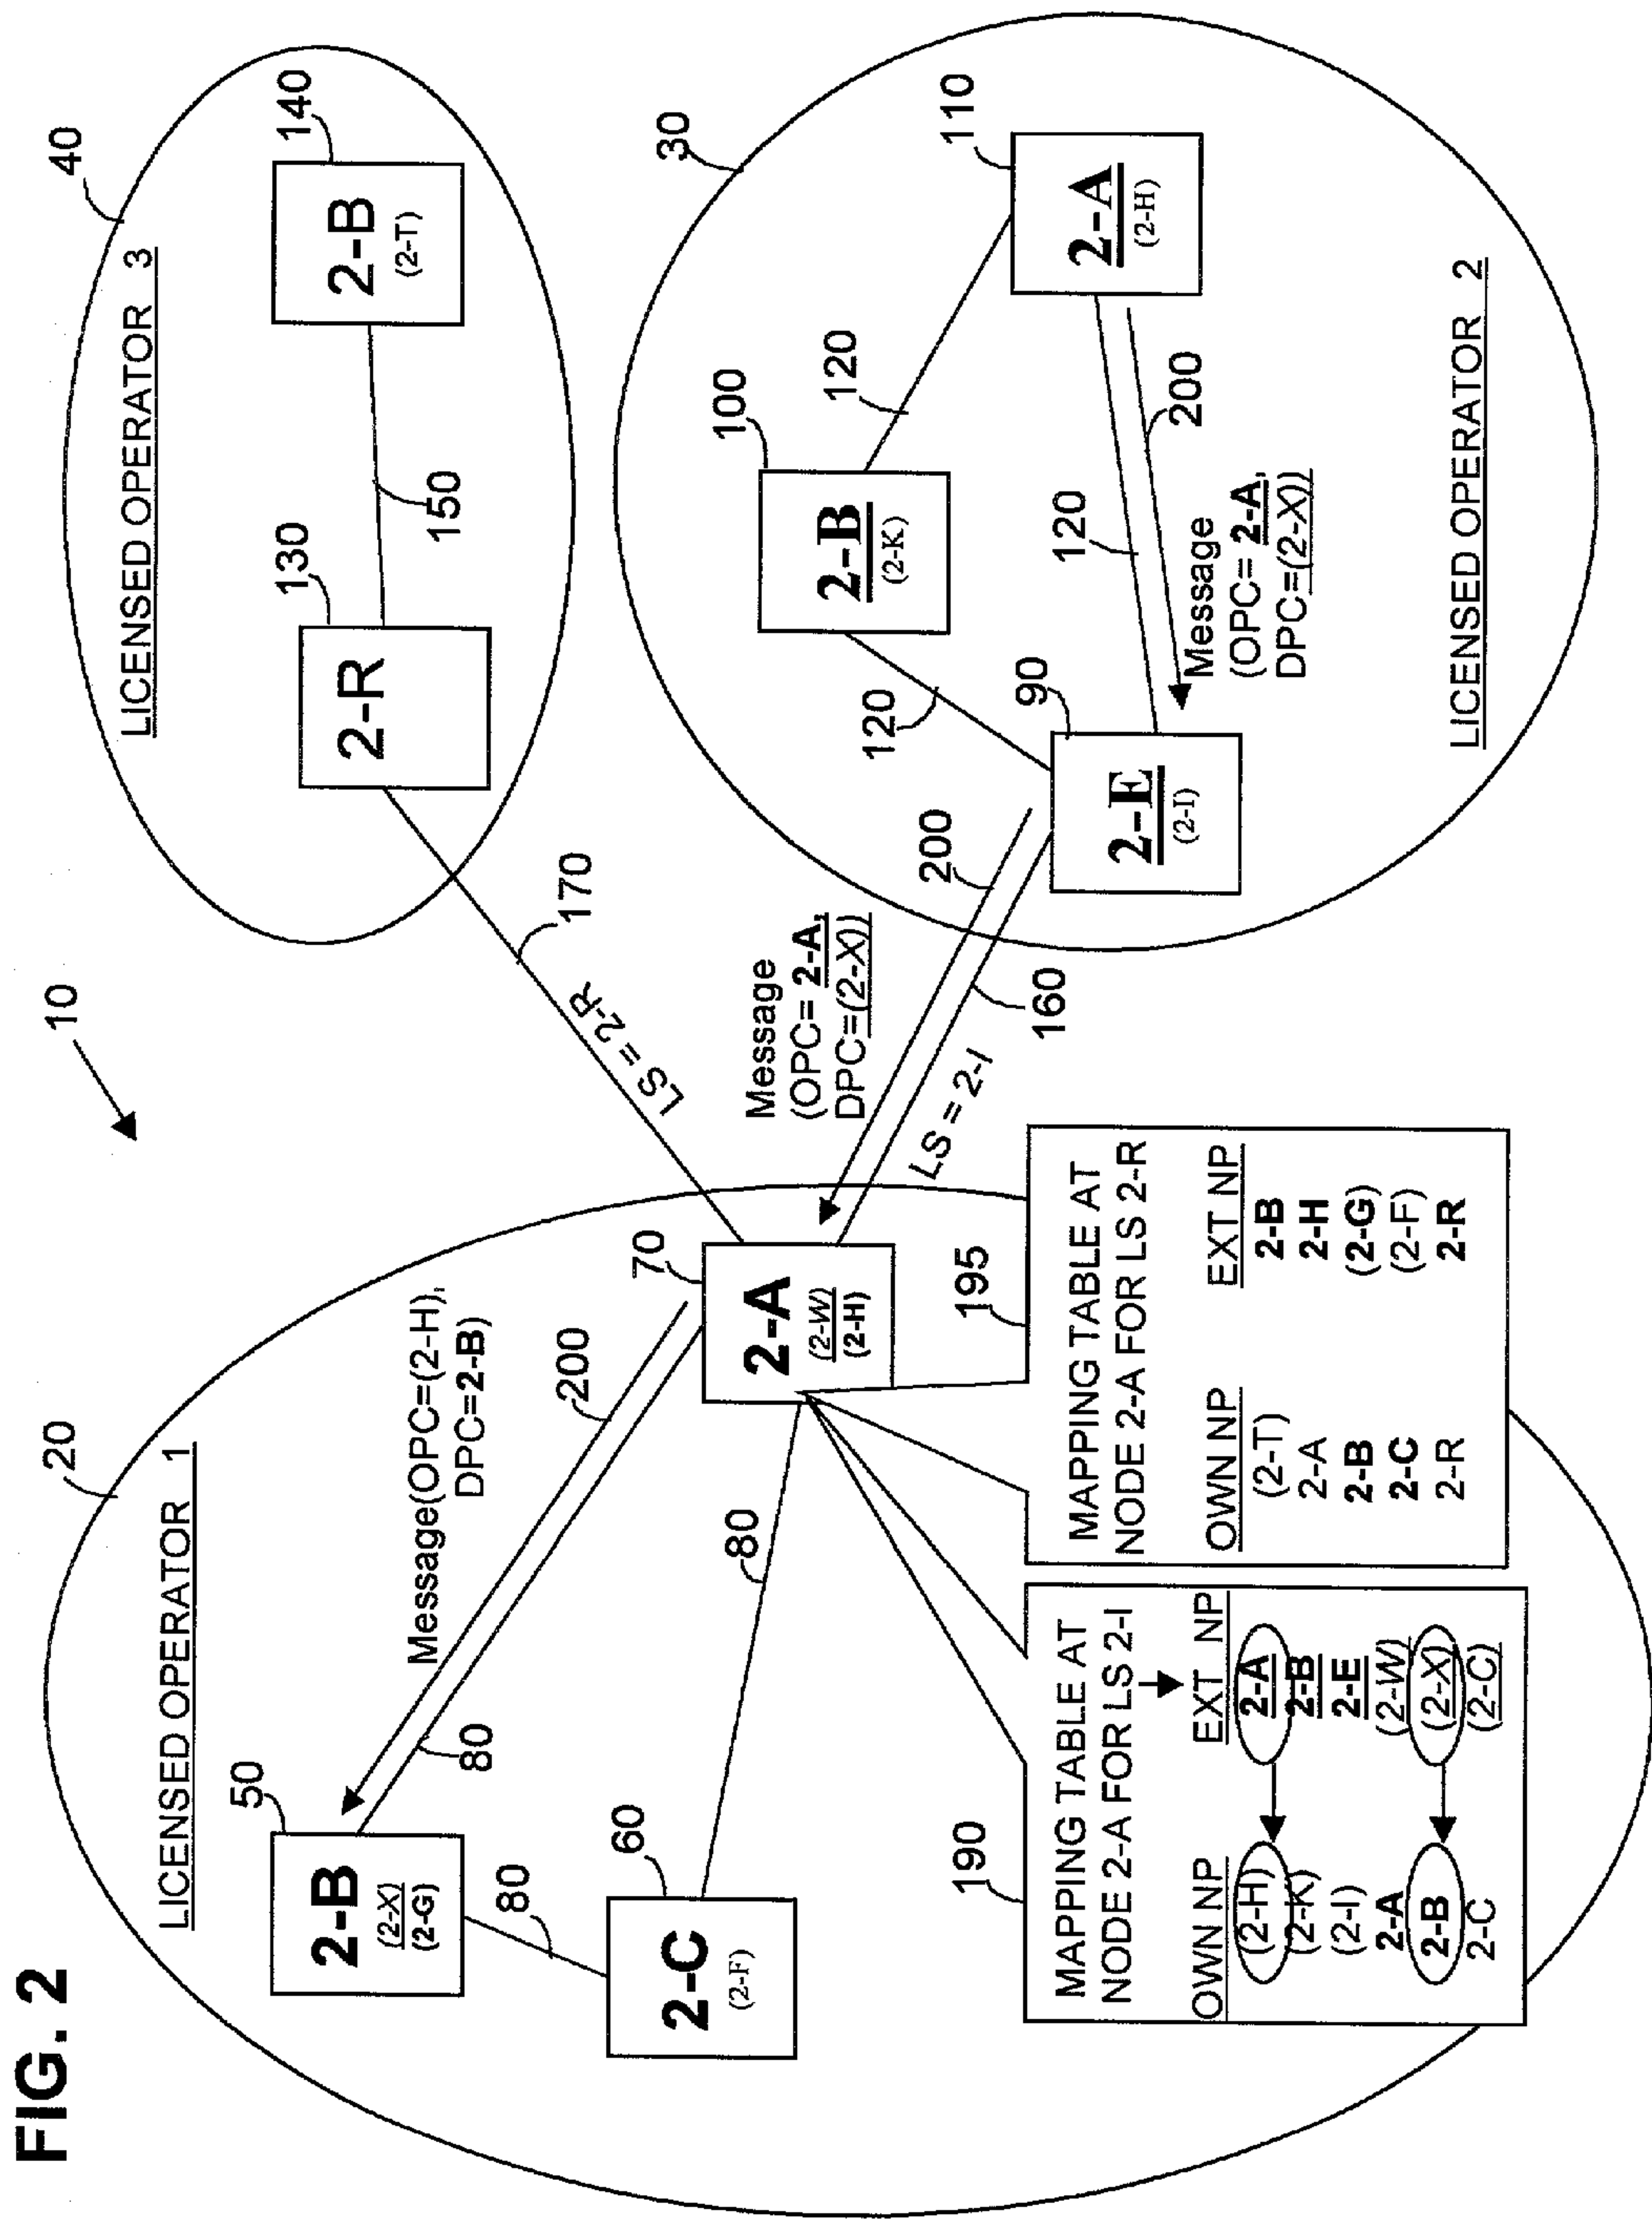 FIG. 2
10
20
LICENSED OPERATOR 1
50
2-B
(2-X)
(2-G)
80
60
2-C
(2-F)
80
80
Message(OPC=(2-H),
DPC=2-B)
200
70
2-A
(2-W)
(2-H)
190
MAPPING TABLE AT
NODE 2-A FOR LS 2-I
OWN NP EXT NP
(2-H) 2-A
(2-K) 2-B
(2-I) 2-E
2-A (2-W)
2-B (2-X)
2-C (2-C)
195
MAPPING TABLE AT
NODE 2-A FOR LS 2-R
OWN NP EXT NP
(2-T) 2-B
2-A 2-H
2-B (2-G)
2-C (2-F)
2-R 2-R
LS = 2-R
170
Message
(OPC= 2-A,
DPC=(2-X))
200
LS = 2-I
160
40
LICENSED OPERATOR 3
130
2-R
150
140
2-B
(2-T)
30
100
2-B
(2-K)
120
120
110
2-A
(2-H)
90
2-E
(2-I)
120
200
Message
(OPC= 2-A,
DPC=(2-X))
LICENSED OPERATOR 2